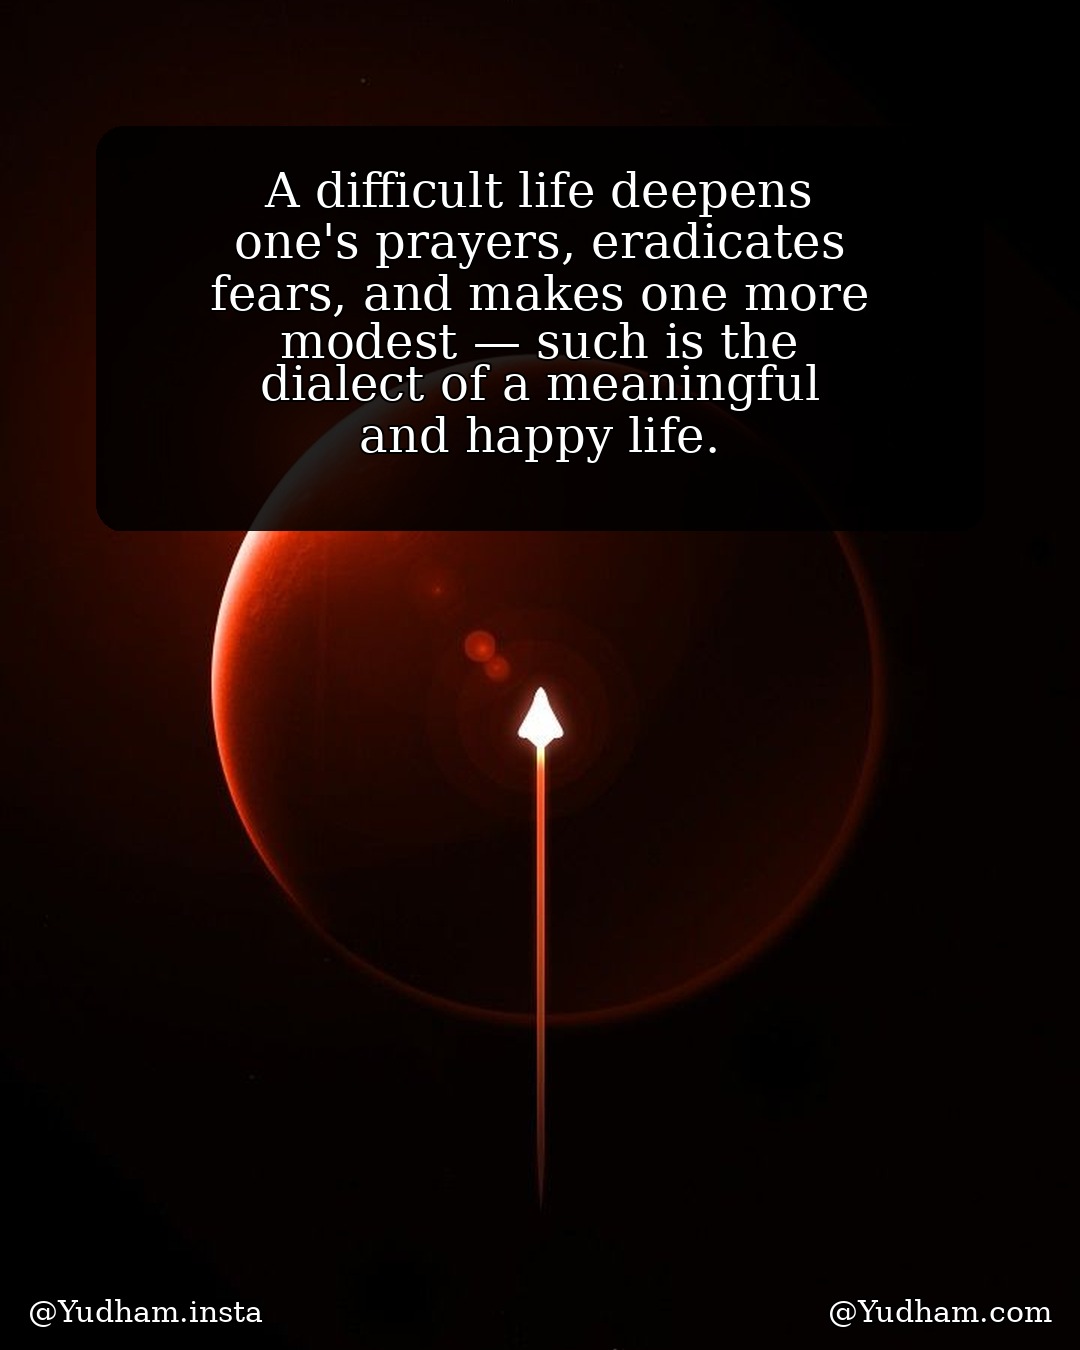 A difficult life deepens
one's prayers, eradicates
fears, and makes one more
modest — such is the
dialect of a meaningful
and happy life.
@Yudham.insta
@Yudham.com